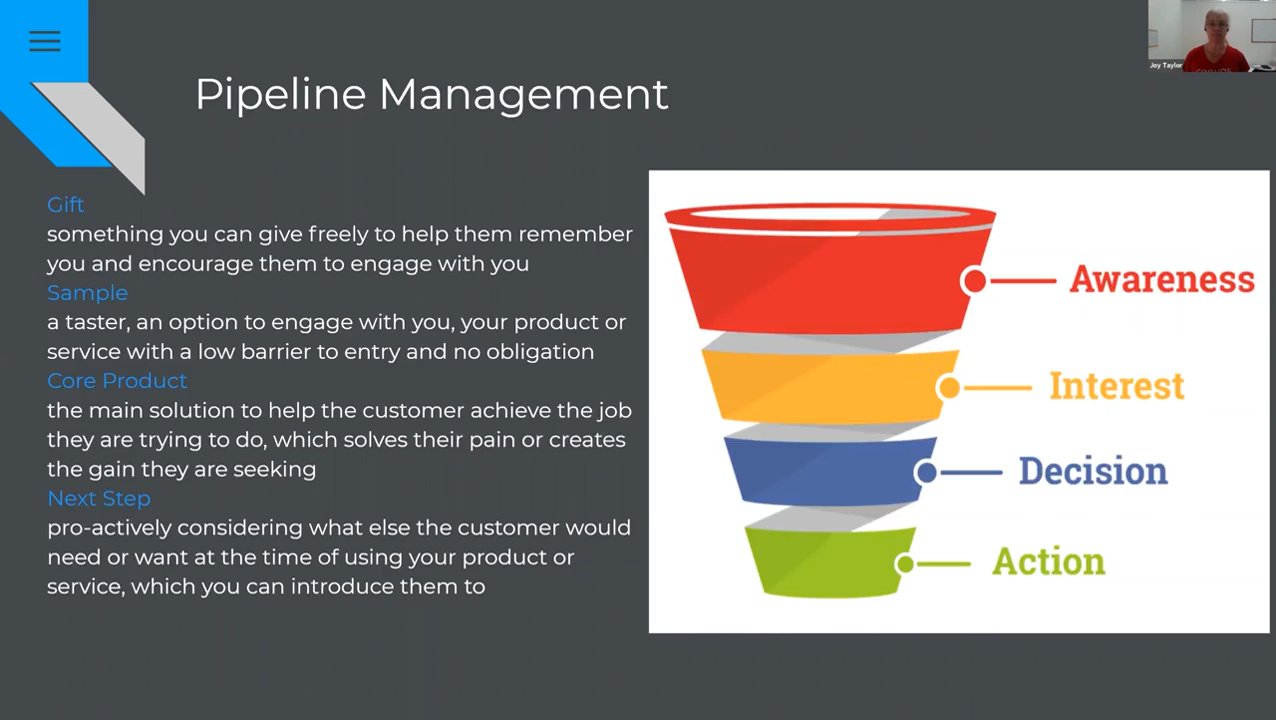 Joy Taylor
Pipeline Management
Gift
something you can give freely to help them remember
you and encourage them to engage with you
Sample
a taster, an option to engage with you, your product or
service with a low barrier to entry and no obligation
Core Product
the main solution to help the customer achieve the job
they are trying to do, which solves their pain or creates
the gain they are seeking
Next Step
pro-actively considering what else the customer would
need or want at the time of using your product or
service, which you can introduce them to
Awareness
Interest
Decision
Action